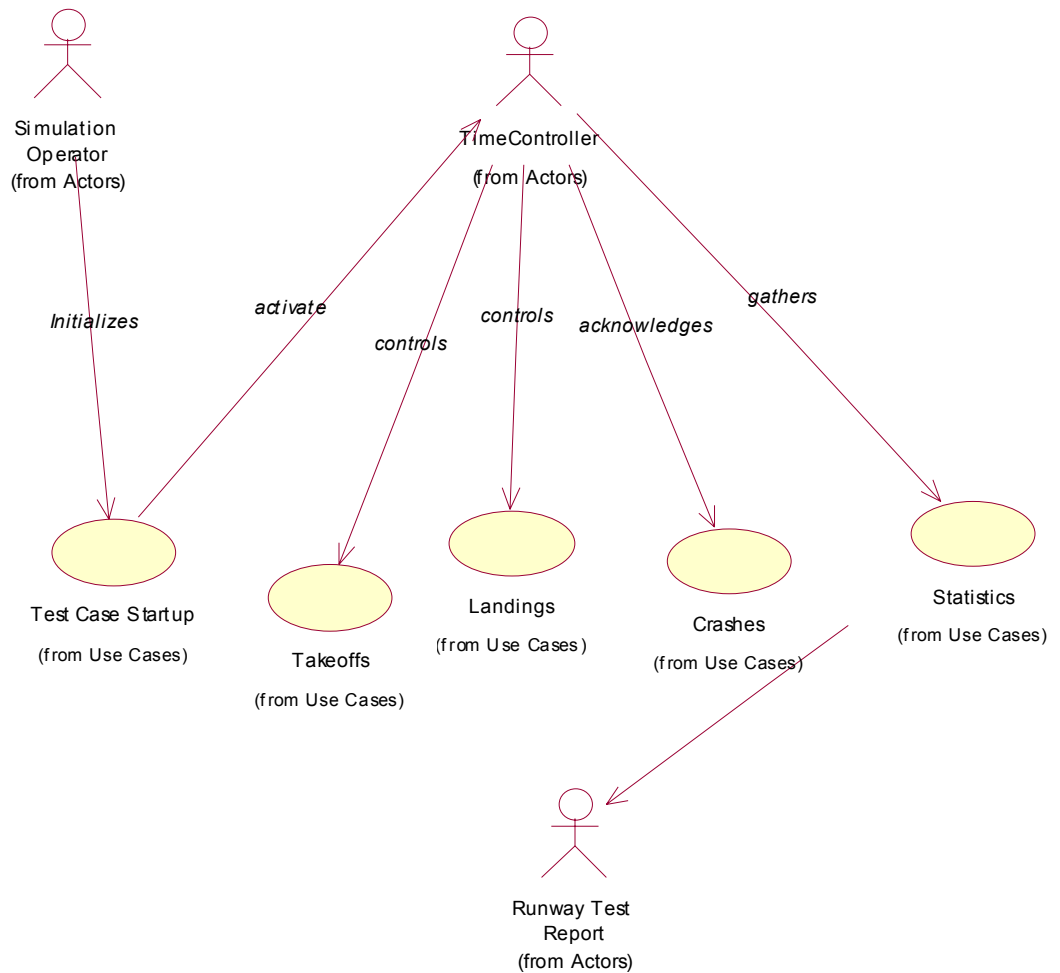 Simulation
Operator
(from Actors)
TimeController
(from Actors)
Initializes
activate
controls
controls
acknowledges
gathers
Test Case Startup
(from Use Cases)
Takeoffs
(from Use Cases)
Landings
(from Use Cases)
Crashes
(from Use Cases)
Statistics
(from Use Cases)
Runway Test
Report
(from Actors)